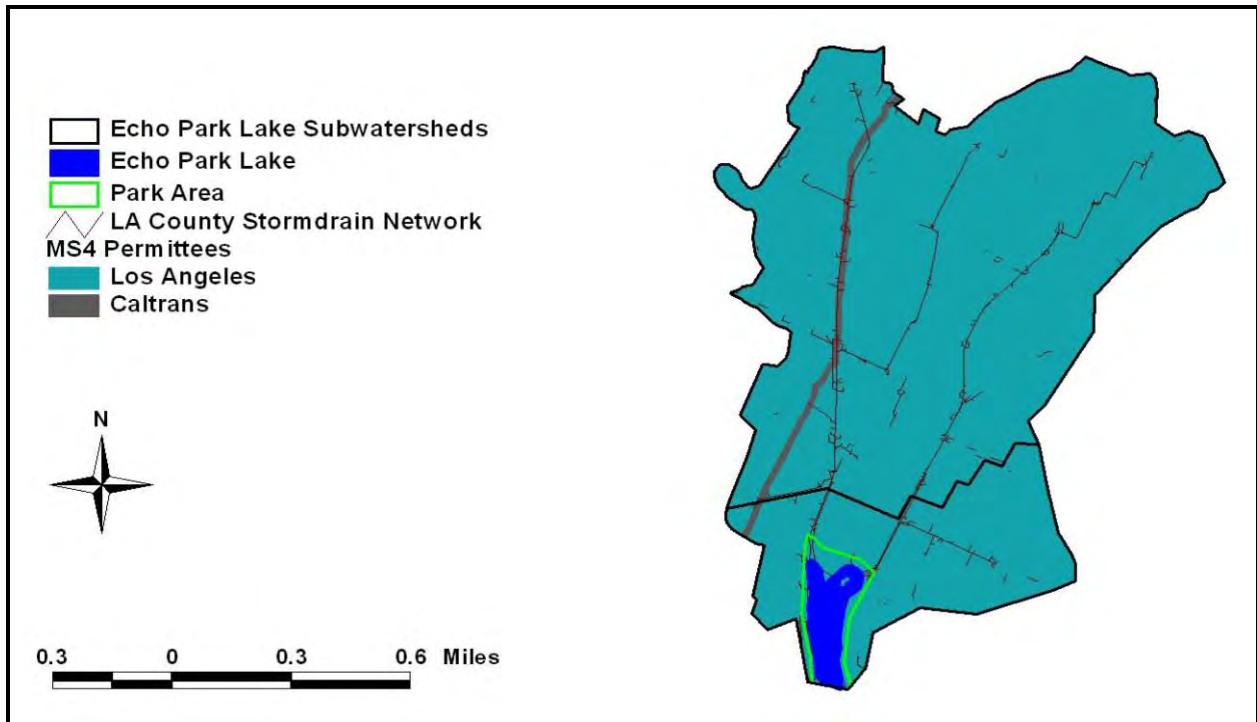 Echo Park Lake Subwatersheds
Echo Park Lake
Park Area
LA County Stormdrain Network
MS4 Permittees
Los Angeles
Caltrans
N
0.3 0 0.3 0.6 Miles